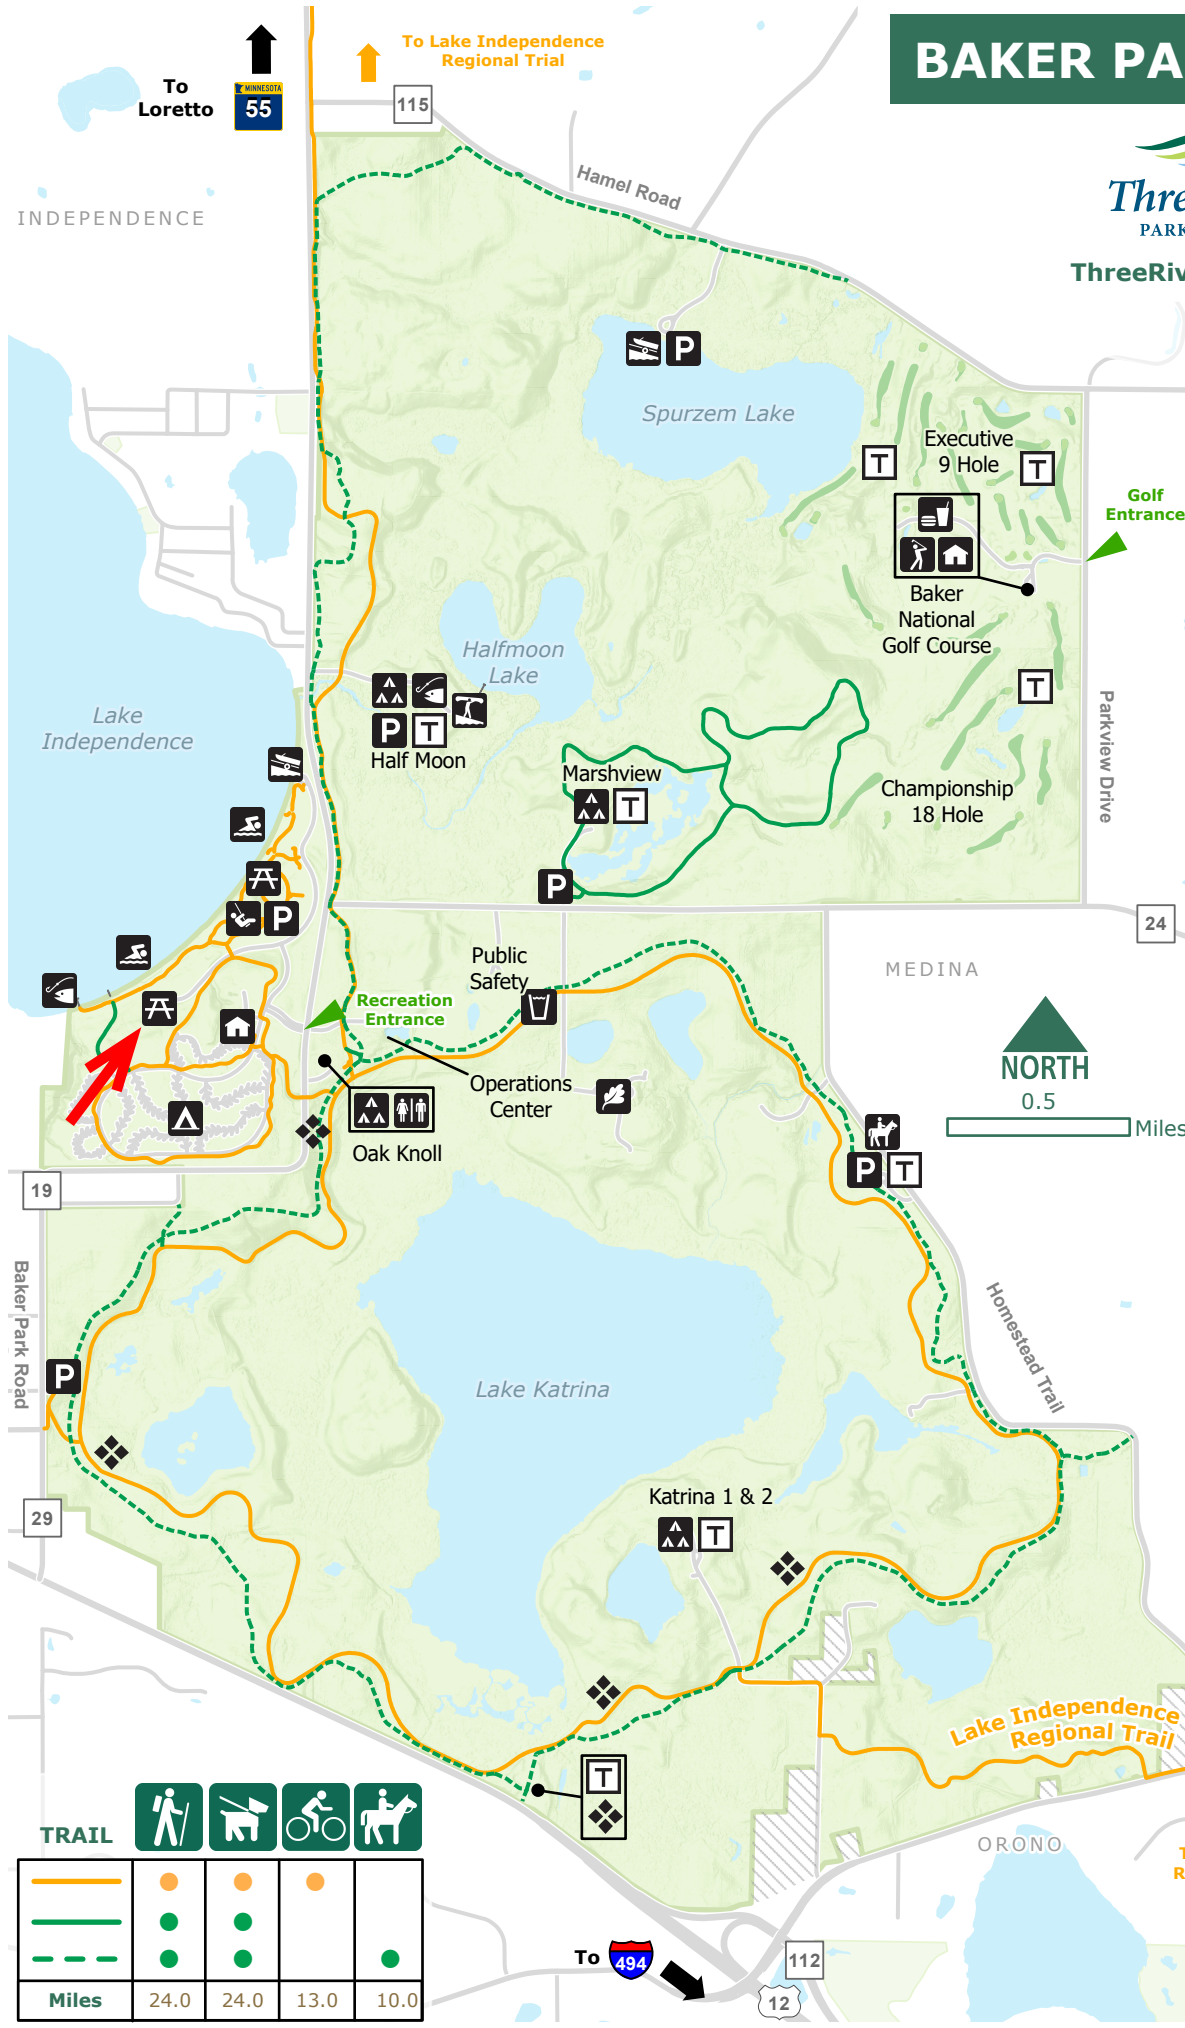 BAKER PA
To Lake Independence
Regional Trial
To
Loretto
MINNESOTA
55
115
Hamel Road
INDEPENDENCE
Thre
PARK
ThreeRiv
Spurzem Lake
Executive
9 Hole
T
T
Golf
Entrance
Baker
National
Golf Course
T
Halfmoon
Lake
Lake
Independence
P
T
Half Moon
Marshview
T
Championship
18 Hole
Parkview Drive
P
P
24
Public
Safety
MEDINA
Recreation
Entrance
NORTH
0.5
Miles
Operations
Center
Oak Knoll
P
T
19
Baker Park Road
Homestead Trail
P
Lake Katrina
29
Katrina 1 & 2
T
Lake Independence
Regional Trail
T
ORONO
T
R
TRAIL
Miles 24.0 24.0 13.0 10.0
To
494
112
12